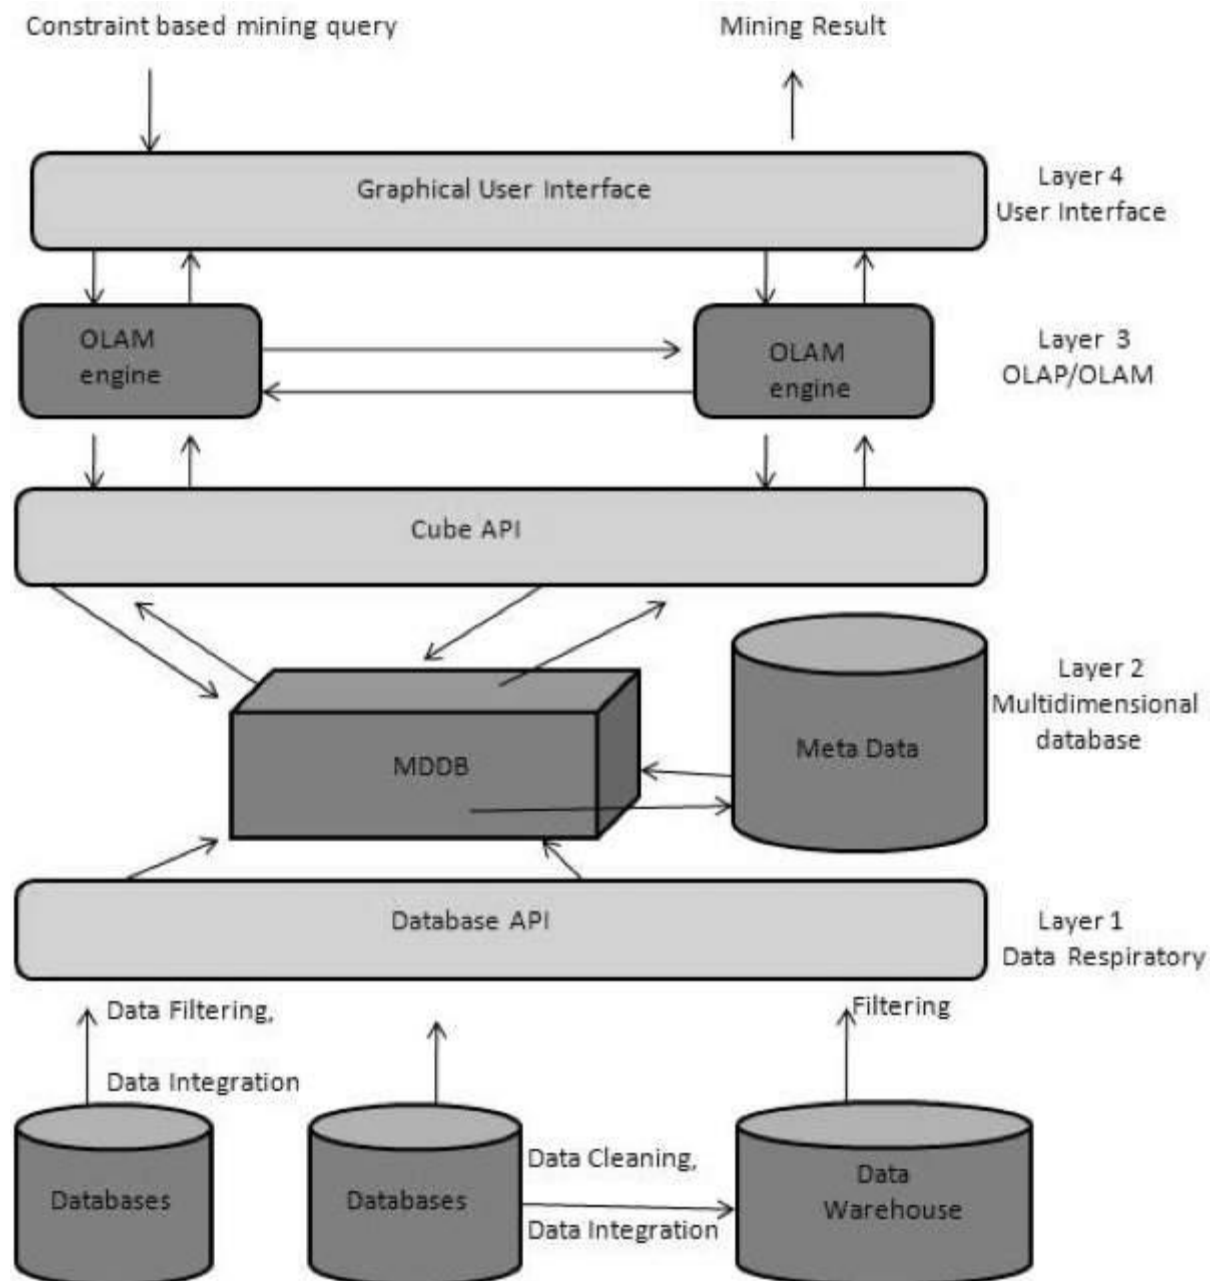 Constraint based mining query
Mining Result
Graphical User Interface
Layer 4
User Interface
OLAM
engine
OLAM
engine
Layer 3
OLAP/OLAM
Cube API
Layer 2
Multidimensional
database
MDDB
Meta Data
Database API
Layer 1
Data Respiratory
Data Filtering,
Filtering
Data Integration
Databases
Databases
Data Cleaning,
Data Integration
Data
Warehouse